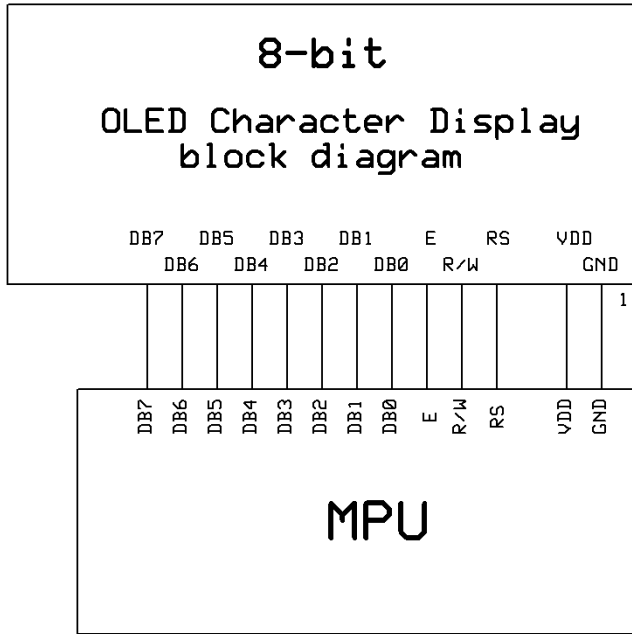 8-bit
OLED Character Display
block diagram
DB7 DB5 DB3 DB1 E RS VDD
DB6 DB4 DB2 DB0 R/W GND
1
DB7 DB6 DB5 DB4 DB3 DB2 DB1 DB0 E R/W RS VDD GND
MPU